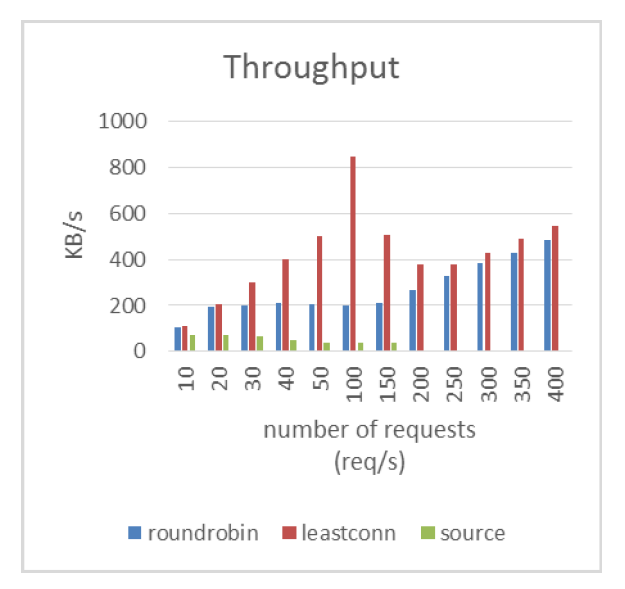 Throughput
1000
800
600
400
200
0
KB/s
10 20 30 40 50 100 150 200 250 300 350 400
number of requests
(req/s)
roundrobin leastconn source